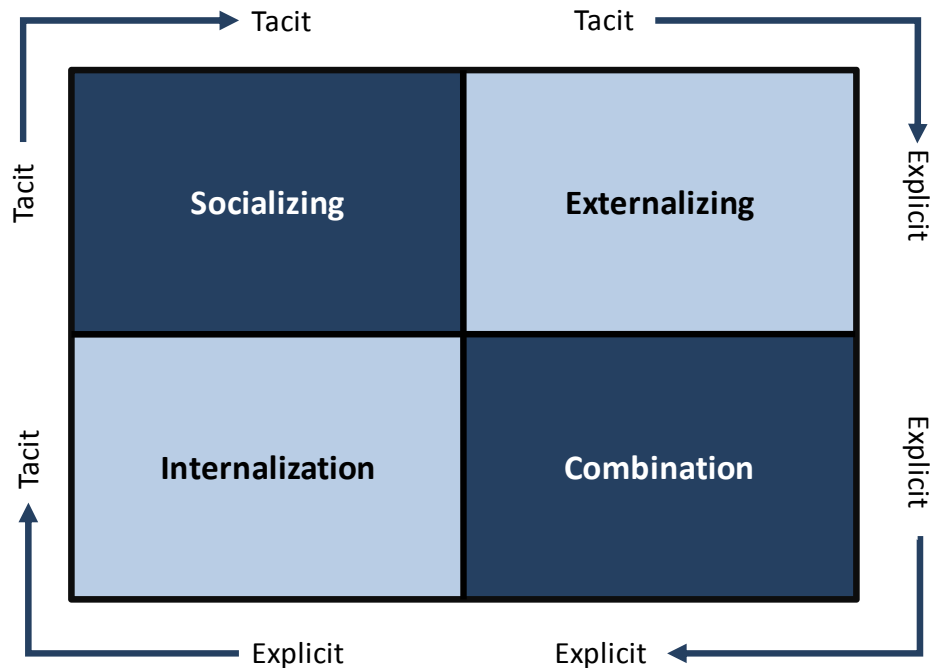 Tacit
Tacit
Tacit
Explicit
Socializing
Externalizing
Internalization
Combination
Tacit
Explicit
Explicit
Explicit